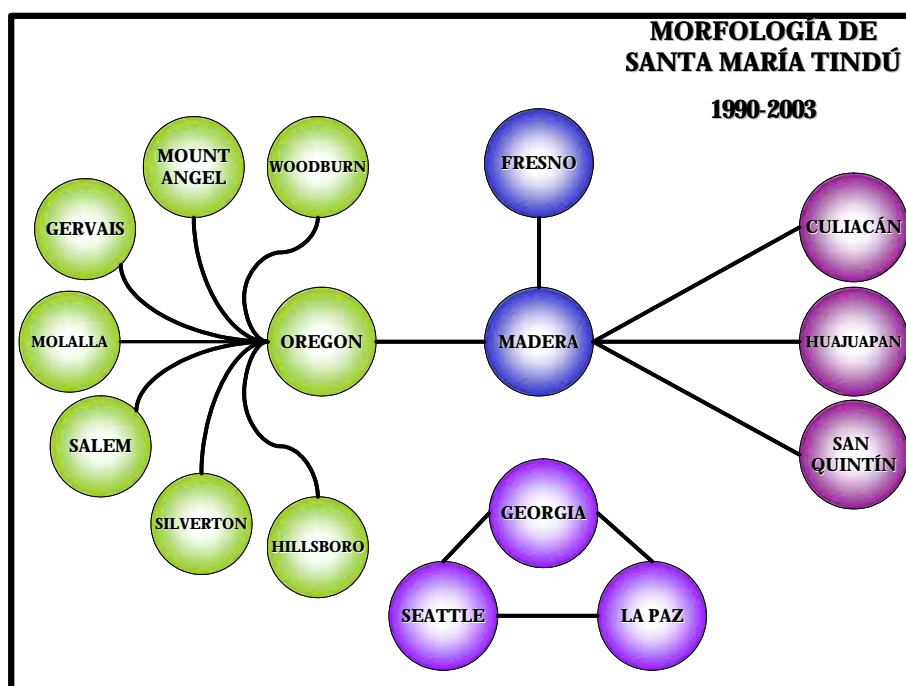 MORFOLOGÍA DE
SANTA MARÍA TINDÚ
1990-2003
MOUNT
ANGEL
WOODBURN
FRESNO
GERVAIS
CULIACÁN
MOLALLA
OREGON
MADERA
HUAJUAPAN
SALEM
SAN
QUINTÍN
SILVERTON
HILLSBORO
GEORGIA
SEATTLE
LA PAZ